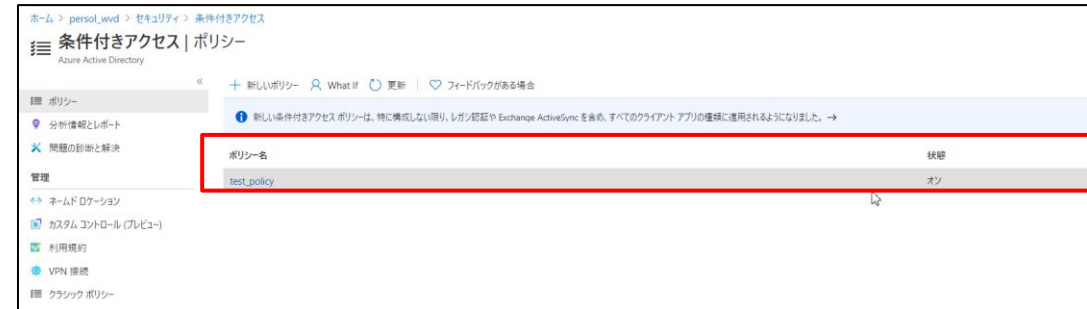 ホーム > persol_wvd > セキュリティ > 条件付きアクセス
条件付きアクセス | ポリシー
Azure Active Directory
«
+ 新しいポリシー What If 更新 | フィードバックがある場合
ポリシー
分析情報とレポート
問題の診断と解決
管理
ネームド ロケーション
カスタム コントロール (プレビュー)
利用規約
VPN 接続
クラシック ポリシー
新しい条件付きアクセス ポリシーは、特に構成しない限り、レガシ認証や Exchange ActiveSync を含め、すべてのクライアント アプリの種類に適用されるようになりました。 →
ポリシー名 状態
test_policy オン